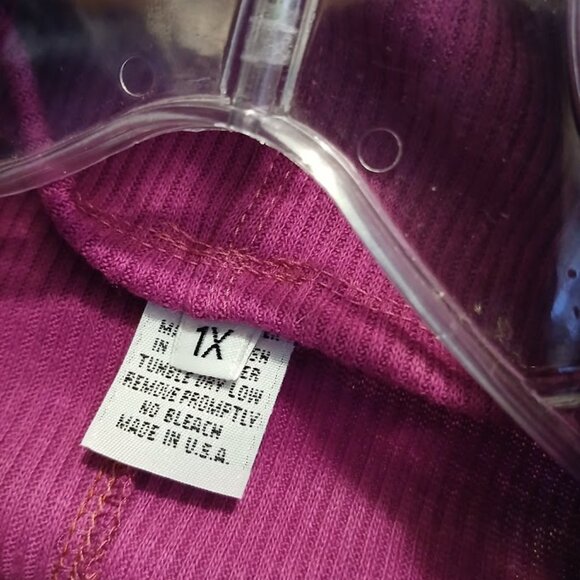 1X
IN
TUMBLE DRY LOW
REMOVE PROMPTLY
NO BLEACH
MADE IN U.S.A.